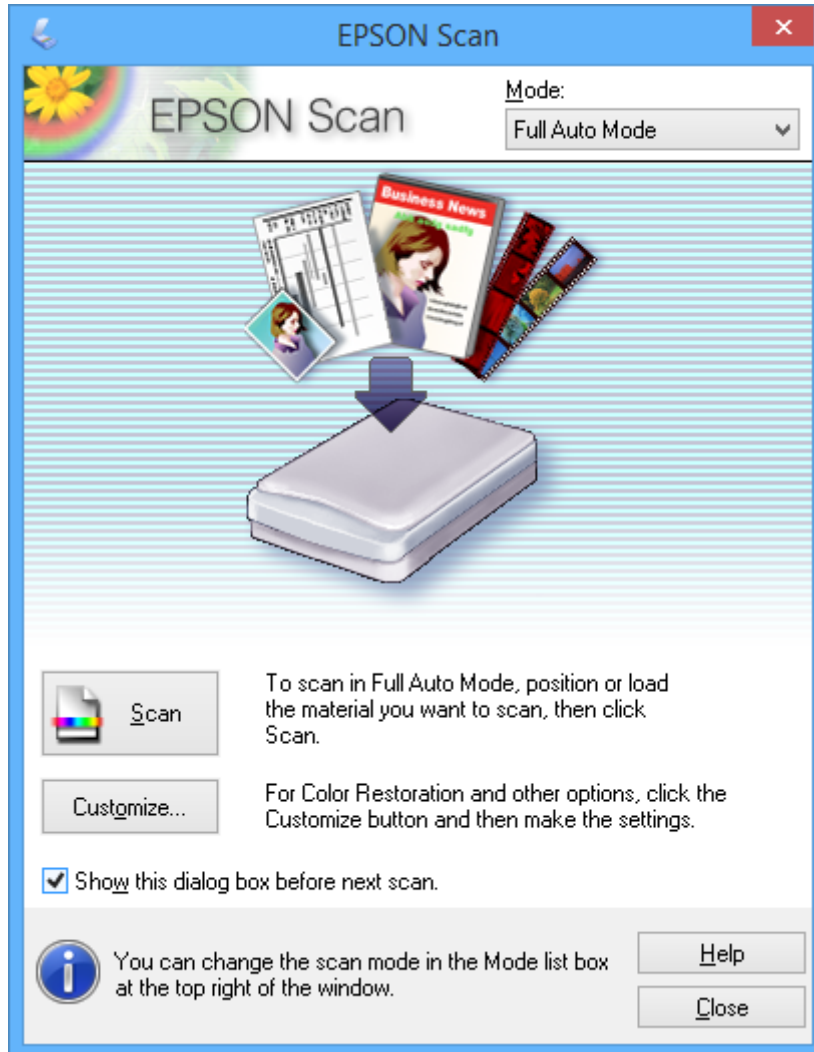 EPSON Scan
EPSON Scan
Mode:
Full Auto Mode
Business News
Scan
To scan in Full Auto Mode, position or load
the material you want to scan, then click
Scan.
Customize...
For Color Restoration and other options, click the
Customize button and then make the settings.
Show this dialog box before next scan.
You can change the scan mode in the Mode list box
at the top right of the window.
Help
Close